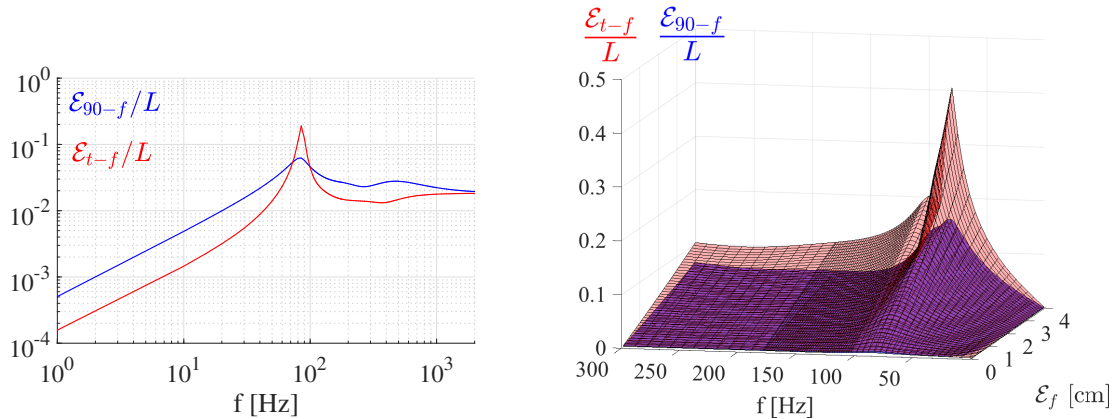 10^0
10^-1
10^-2
10^-3
10^-4
ℰ_{90-f}/L
ℰ_{t-f}/L
10^0 10^1 10^2 10^3
f [Hz]
ℰ_{t-f}/L ℰ_{90-f}/L
0.5
0.4
0.3
0.2
0.1
0
300 250 200 150 100 50
f [Hz]
0 1 2 3 4
ℰ_f [cm]